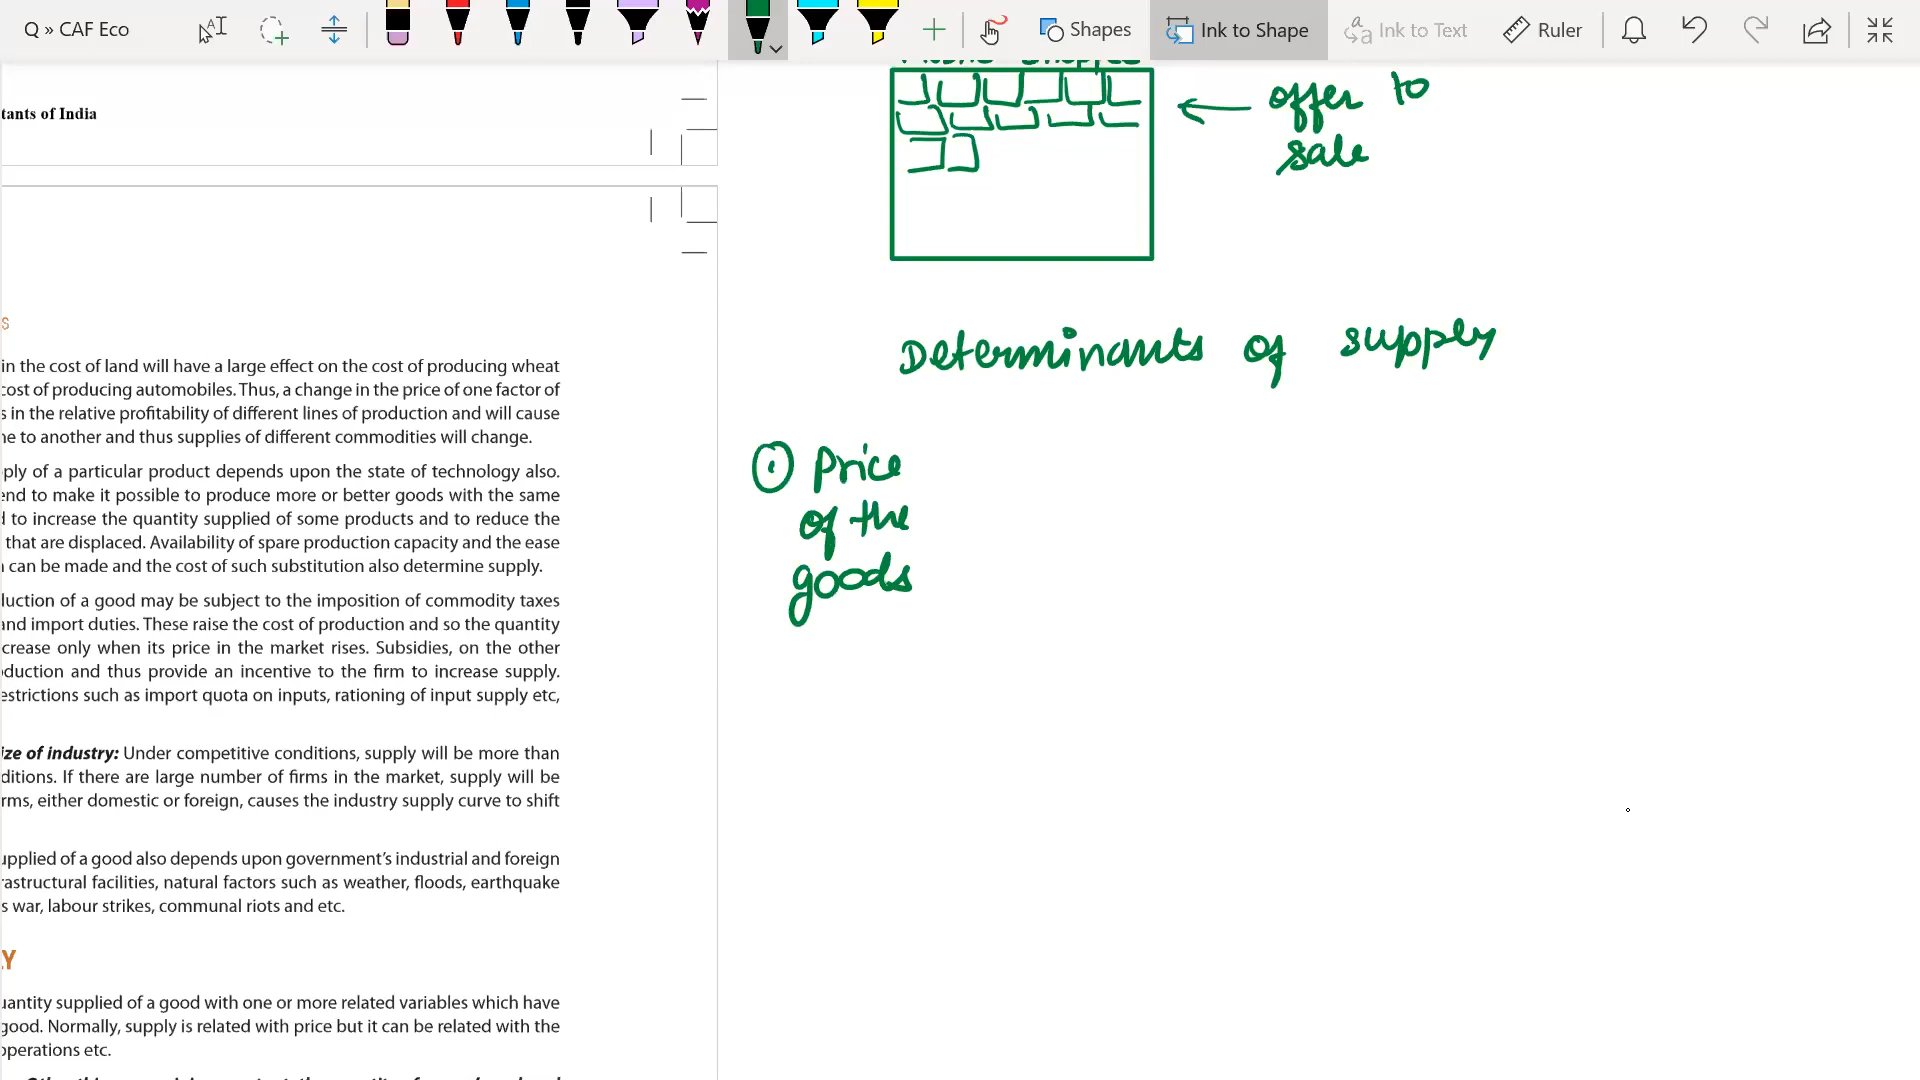 Q » CAF Eco
Shapes
Ink to Shape
Ink to Text
Ruler
tants of India
s
in the cost of land will have a large effect on the cost of producing wheat
cost of producing automobiles. Thus, a change in the price of one factor of
s in the relative profitability of different lines of production and will cause
ne to another and thus supplies of different commodities will change.
ply of a particular product depends upon the state of technology also.
end to make it possible to produce more or better goods with the same
d to increase the quantity supplied of some products and to reduce the
that are displaced. Availability of spare production capacity and the ease
n can be made and the cost of such substitution also determine supply.
luction of a good may be subject to the imposition of commodity taxes
and import duties. These raise the cost of production and so the quantity
crease only when its price in the market rises. Subsidies, on the other
oduction and thus provide an incentive to the firm to increase supply.
estrictions such as import quota on inputs, rationing of input supply etc,
ize of industry: Under competitive conditions, supply will be more than
ditions. If there are large number of firms in the market, supply will be
rms, either domestic or foreign, causes the industry supply curve to shift
upplied of a good also depends upon government's industrial and foreign
rastructural facilities, natural factors such as weather, floods, earthquake
s war, labour strikes, communal riots and etc.
LY
uantity supplied of a good with one or more related variables which have
good. Normally, supply is related with price but it can be related with the
operations etc.
offer to
sale
Determinants of supply
① Price
of the
goods